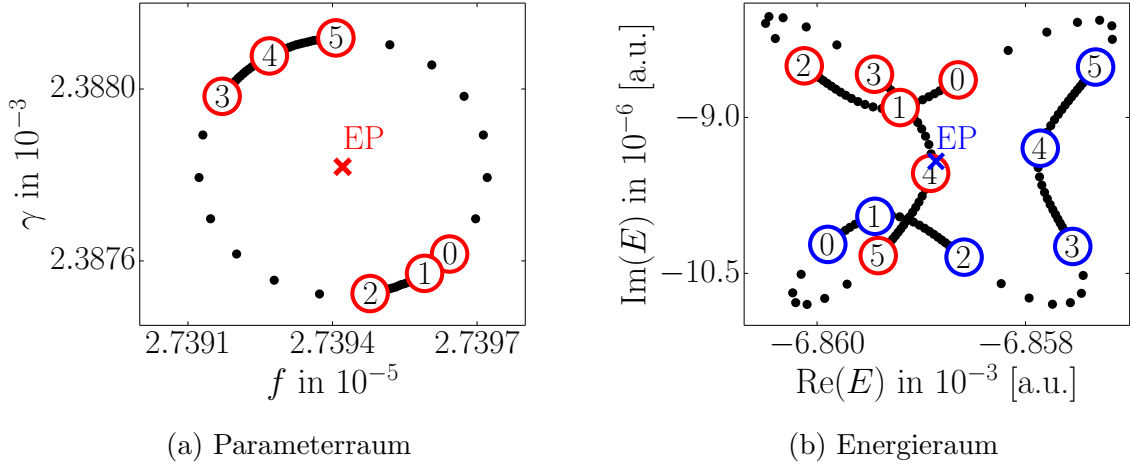 γ in 10⁻³
2.3880
2.3876
5
4
3
EP
0
1
2
2.7391 2.7394 2.7397
f in 10⁻⁵
(a) Parameterraum
Im(E) in 10⁻⁶ [a.u.]
−9.0
−10.5
2 3 0 5
1
EP
4 4
1
0 5 2 3
−6.860 −6.858
Re(E) in 10⁻³ [a.u.]
(b) Energieraum